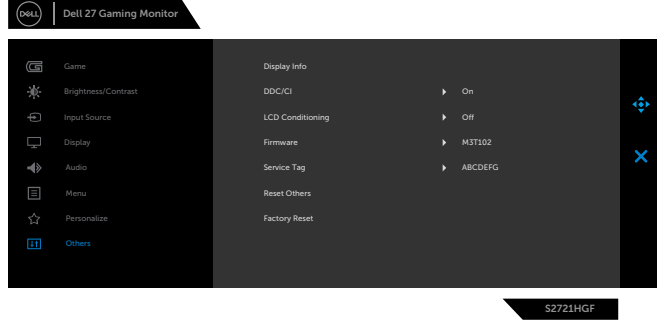 DELL
Dell 27 Gaming Monitor
Game
Display Info
Brightness/Contrast
DDC/CI
On
Input Source
LCD Conditioning
Off
Display
Firmware
M3T102
Audio
Service Tag
ABCDEFG
Menu
Reset Others
Personalize
Factory Reset
Others
S2721HGF